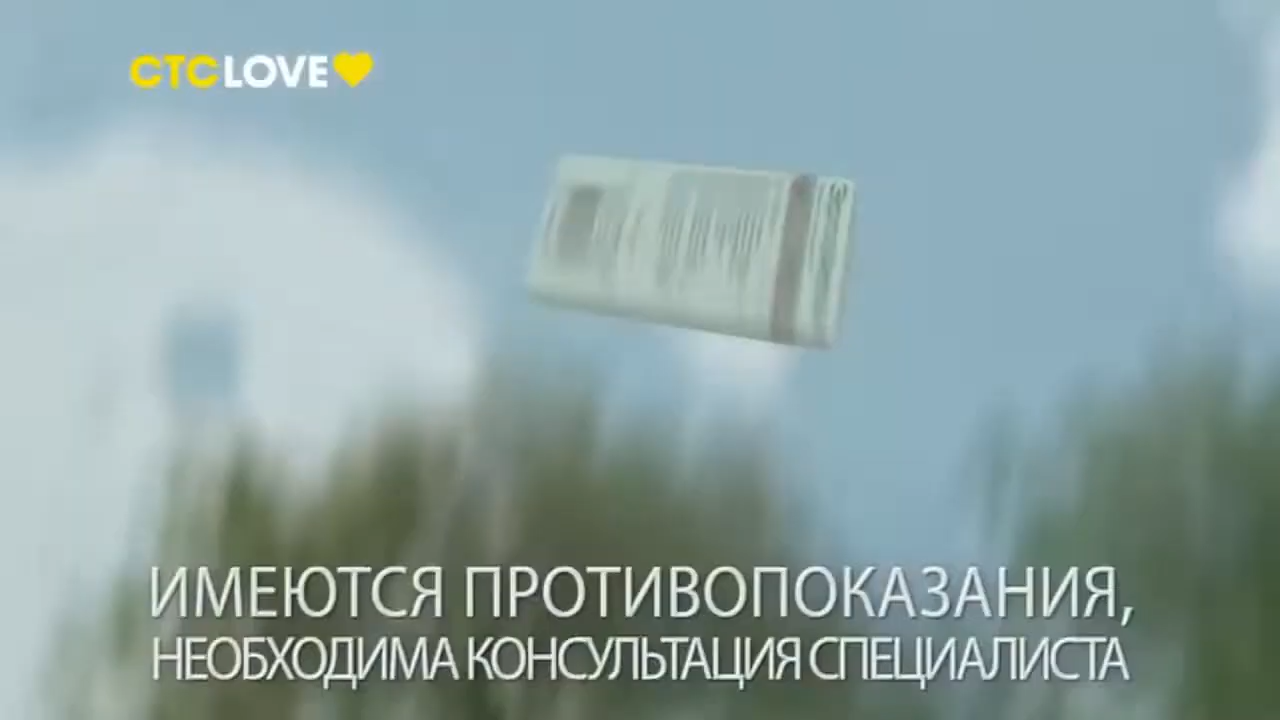 СТС LOVE
ИМЕЮТСЯ ПРОТИВОПОКАЗАНИЯ,
НЕОБХОДИМА КОНСУЛЬТАЦИЯ СПЕЦИАЛИСТА